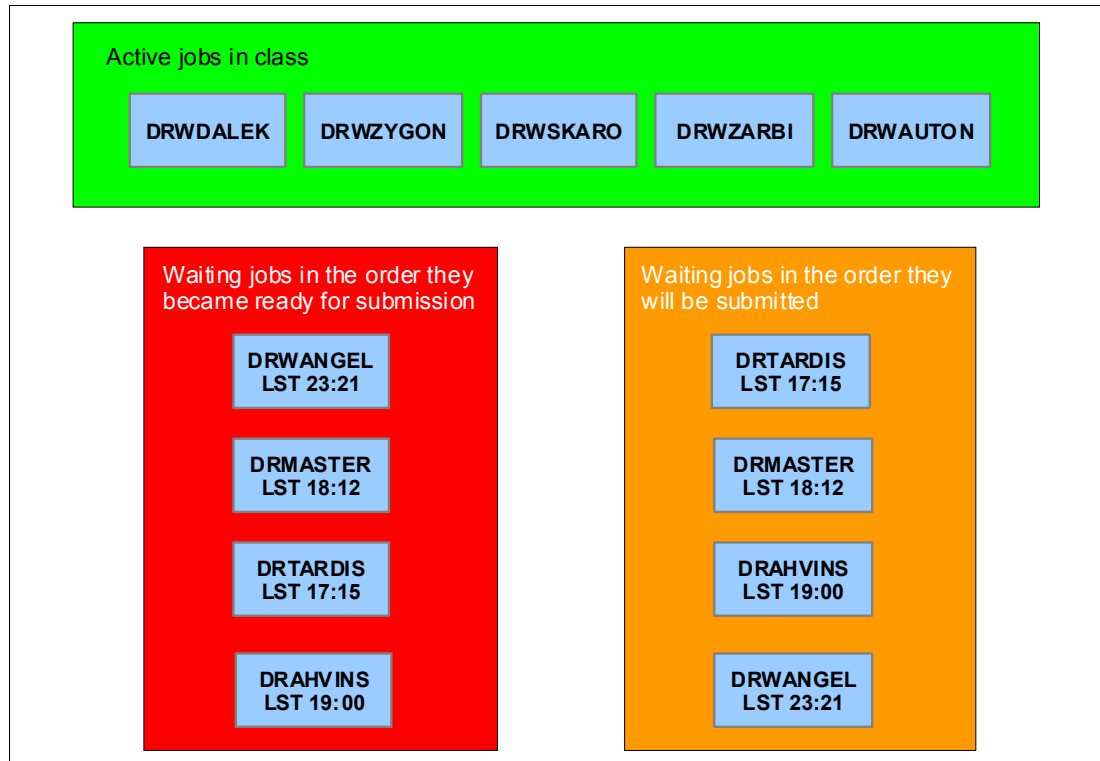 Active jobs in class
DRWDALEK
DRWZYGON
DRWSKARO
DRWZARBI
DRWAUTON
Waiting jobs in the order they
became ready for submission
DRWANGEL
LST 23:21
DRMASTER
LST 18:12
DRTARDIS
LST 17:15
DRAHVINS
LST 19:00
Waiting jobs in the order they
will be submitted
DRTARDIS
LST 17:15
DRMASTER
LST 18:12
DRAHVINS
LST 19:00
DRWANGEL
LST 23:21